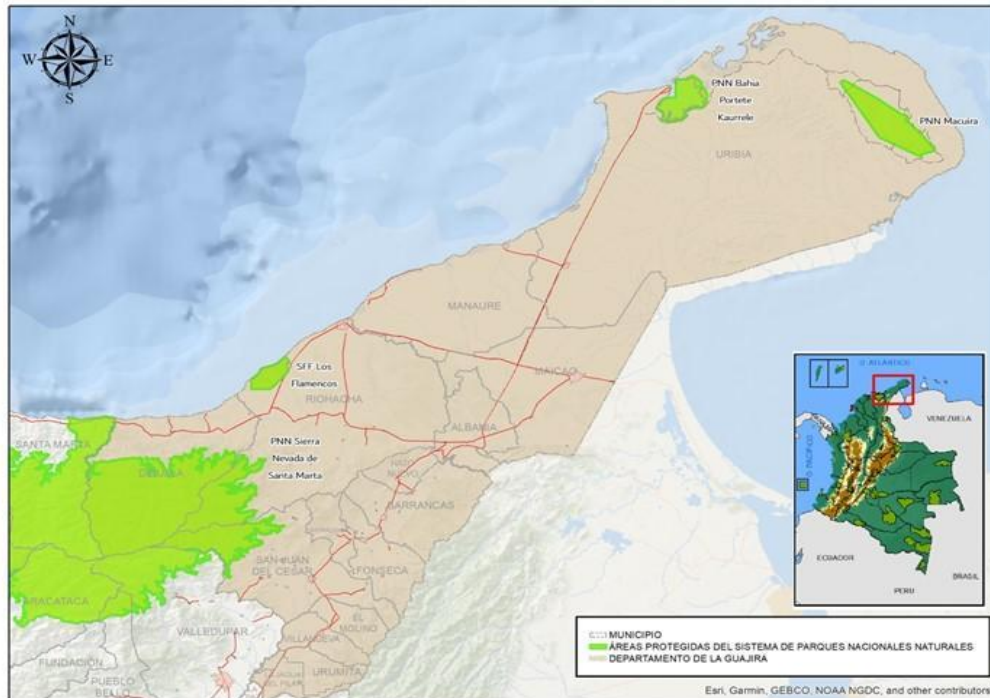 N
W
E
S
PNN Bahia
Portete
Kaurrele
PNN Macuira
URIBIA
MANAURE
SFF Los
Flamencos
RIOHACHA
MAICAO
ALBANIA
SANTA MARTA
DIBULLA
PNN Sierra
Nevada de
Santa Marta
BARRANCAS
SAN JUAN
DEL CESAR
FONSECA
ARACATACA
EL
MOLINO
VALLEDUPAR
VILLANUEVA
FUNDACIÓN
URUMITA
PUEBLO
BELLO
O. ATLÁNTICO
VENEZUELA
O. PACÍFICO
ECUADOR
BRASIL
PERU
MUNICIPIO
ÁREAS PROTEGIDAS DEL SISTEMA DE PARQUES NACIONALES NATURALES
DEPARTAMENTO DE LA GUAJIRA
Esri, Garmin, GEBCO, NOAA NGDC, and other contributors